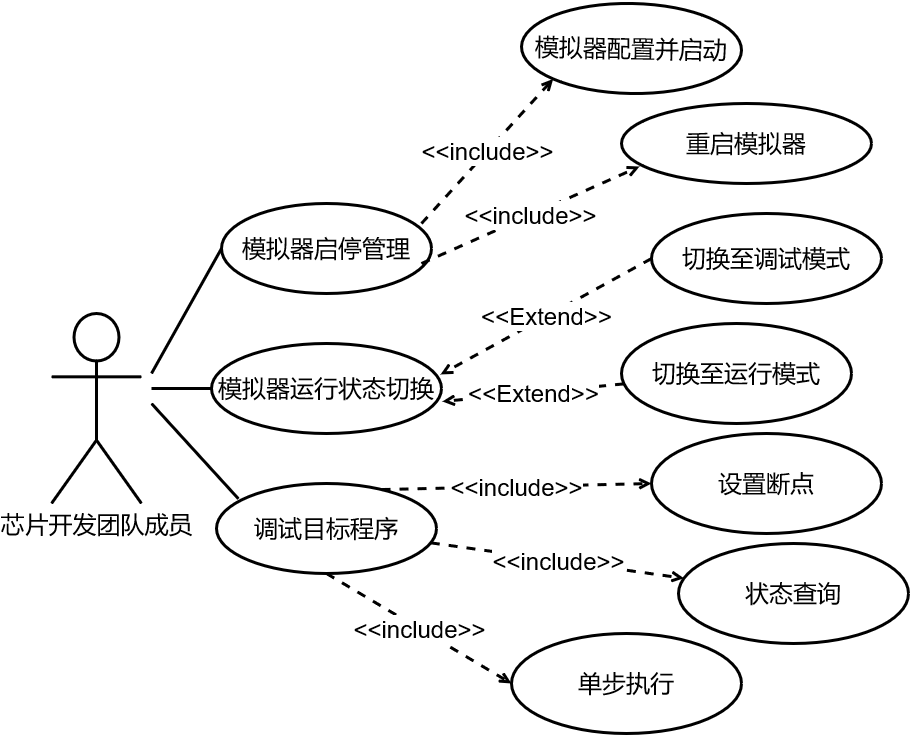 模拟器配置并启动
<<include>>
重启模拟器
<<include>>
模拟器启停管理
切换至调试模式
<<Extend>>
切换至运行模式
模拟器运行状态切换
<<Extend>>
设置断点
<<include>>
芯片开发团队成员
调试目标程序
<<include>>
状态查询
<<include>>
单步执行